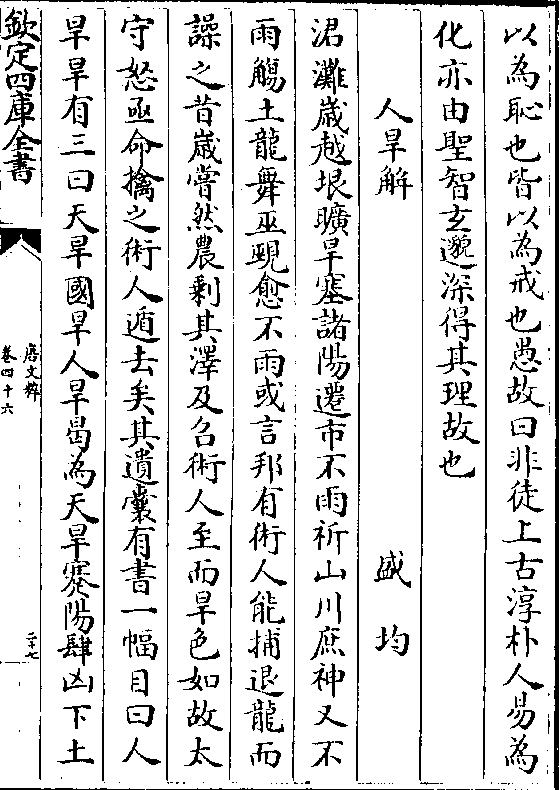 以為恥也皆以為戒也愚故曰非徒上古淳朴人易為
化亦由聖智玄邈深得其理故也
人旱解 盛均
涒灘歲越垠曠旱塞諸陽遷市不雨祈山川庶神又不
雨觴土龍舞巫覡愈不雨或言邦有術人能捕退龍而
譟之昔歲嘗然農剩其澤及召術人至而旱色如故太
守怒亟命擒之術人遁去矣其遺囊有書一幅目曰人
旱旱有三曰天旱國旱人旱曷為天旱寒陽肆凶下土
欽定四庫全書
唐文粹
卷四十六
二十七